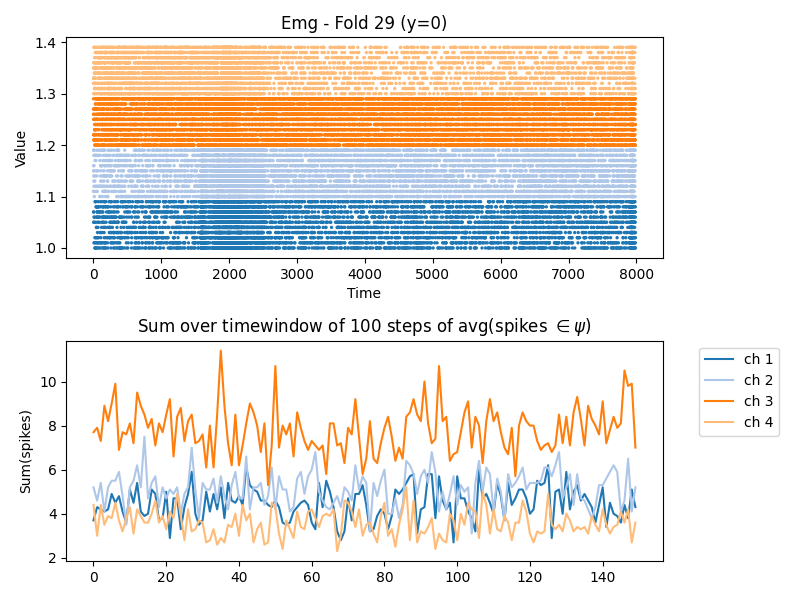 Emg - Fold 29 (y=0)
1.4
1.3
1.2
1.1
1.0
Value
0 1000 2000 3000 4000 5000 6000 7000 8000
Time
Sum over timewindow of 100 steps of avg(spikes ∈ ψ)
10
8
6
4
2
Sum(spikes)
0 20 40 60 80 100 120 140
ch 1
ch 2
ch 3
ch 4